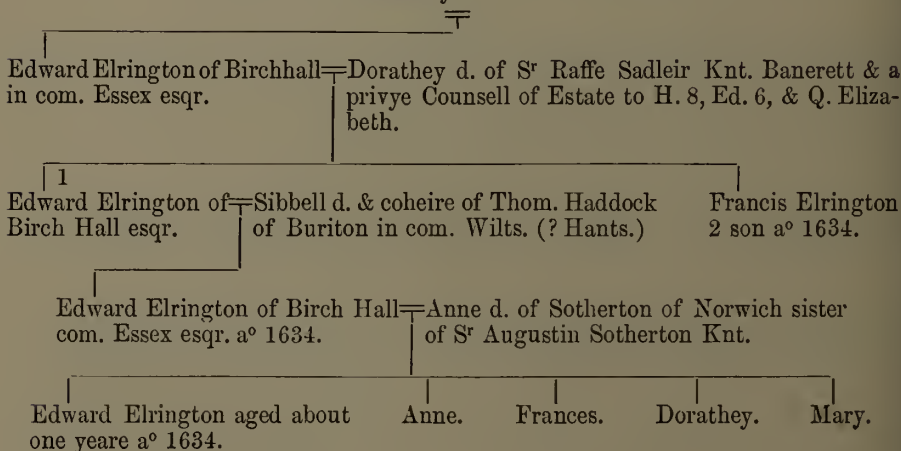 Edward Elrington of Birchhall Dorathey d. of Sʳ Raffe Sadleir Knt. Banerett & a
in com. Essex esqr. privye Counsell of Estate to H. 8, Ed. 6, & Q. Eliza-
beth.
1
Edward Elrington of Sibbell d. & coheire of Thom. Haddock Francis Elrington
Birch Hall esqr. of Buriton in com. Wilts. (? Hants.) 2 son aº 1634.
Edward Elrington of Birch Hall Anne d. of Sotherton of Norwich sister
com. Essex esqr. aº 1634. of Sʳ Augustin Sotherton Knt.
Edward Elrington aged about Anne. Frances. Dorathey. Mary.
one yeare aº 1634.